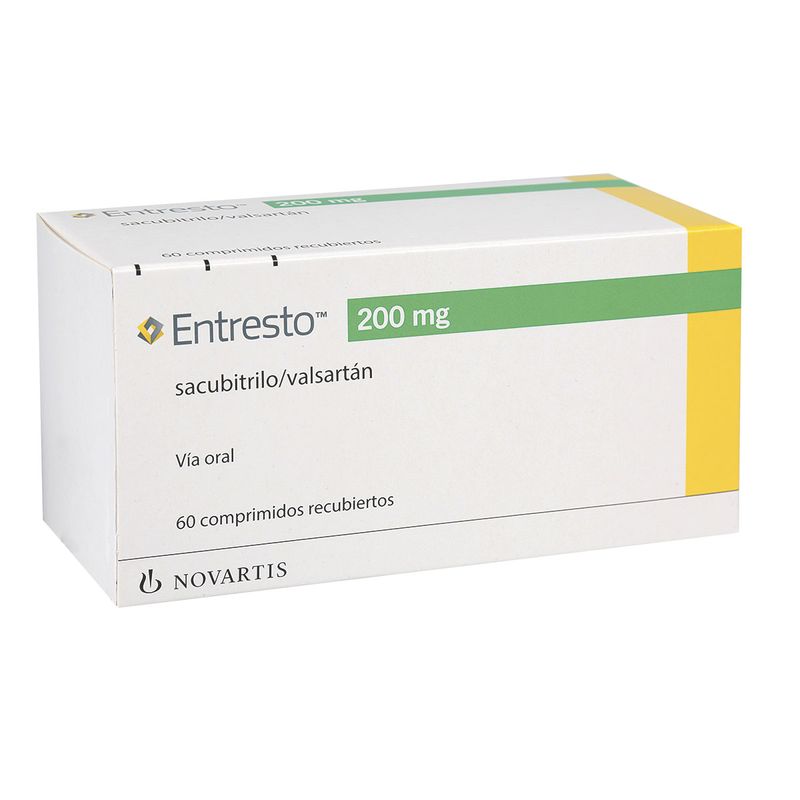 Entresto™ 200 mg
sacubitrilo/valsartán
60 comprimidos recubiertos
Entresto™ 200 mg
sacubitrilo/valsartán
Vía oral
60 comprimidos recubiertos
NOVARTIS